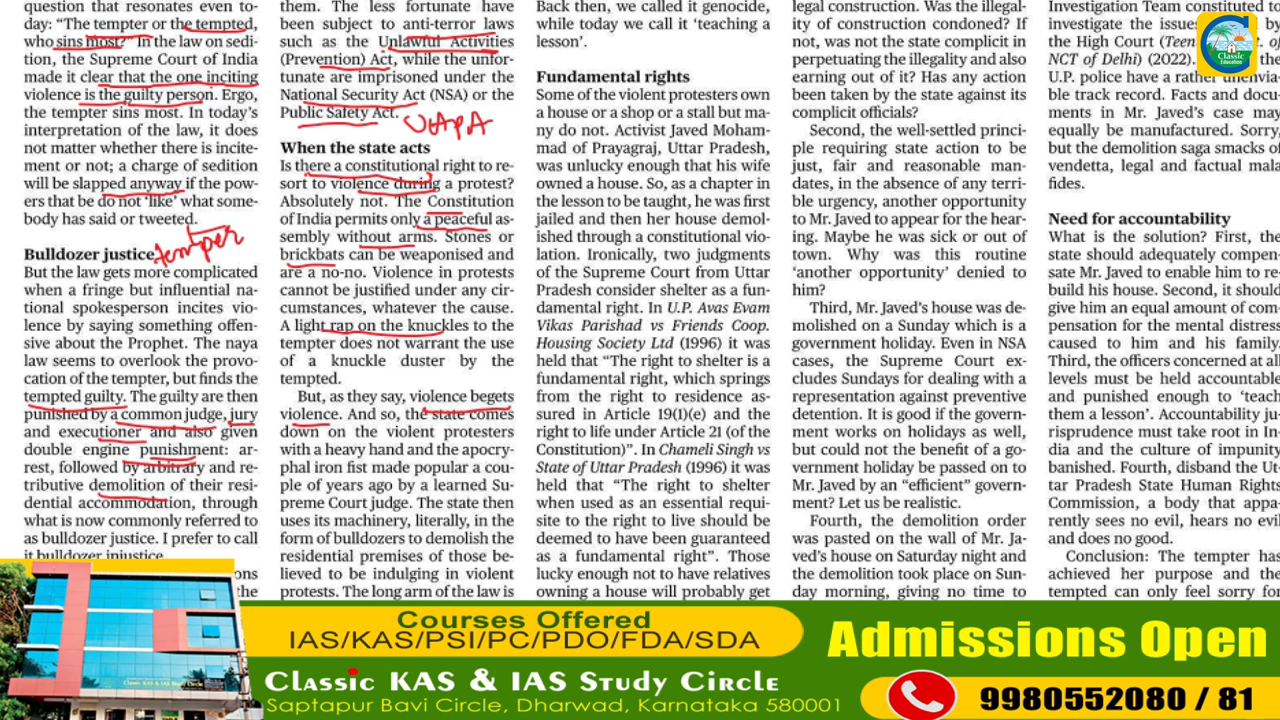 question that resonates even to-
day: “The tempter or the tempted,
who sins most?” In the law on sedi-
tion, the Supreme Court of India
made it clear that the one inciting
violence is the guilty person. Ergo,
the tempter sins most. In today’s
interpretation of the law, it does
not matter whether there is incite-
ment or not; a charge of sedition
will be slapped anyway if the pow-
ers that be do not ‘like’ what some-
body has said or tweeted.
Bulldozer justice
temper
But the law gets more complicated
when a fringe but influential na-
tional spokesperson incites vio-
lence by saying something offen-
sive about the Prophet. The naya
law seems to overlook the provo-
cation of the tempter, but finds the
tempted guilty. The guilty are then
punished by a common judge, jury
and executioner and also given
double engine punishment: ar-
rest, followed by arbitrary and re-
tributive demolition of their resi-
dential accommodation, through
what is now commonly referred to
as bulldozer justice. I prefer to call
it bulldozer injustice.
them. The less fortunate have
been subject to anti-terror laws
such as the Unlawful Activities
(Prevention) Act, while the unfor-
tunate are imprisoned under the
National Security Act (NSA) or the
Public Safety Act.
UAPA
When the state acts
Is there a constitutional right to re-
sort to violence during a protest?
Absolutely not. The Constitution
of India permits only a peaceful as-
sembly without arms. Stones or
brickbats can be weaponised and
are a no-no. Violence in protests
cannot be justified under any cir-
cumstances, whatever the cause.
A light rap on the knuckles to the
tempter does not warrant the use
of a knuckle duster by the
tempted.
But, as they say, violence begets
violence. And so, the state comes
down on the violent protesters
with a heavy hand and the apocry-
phal iron fist made popular a cou-
ple of years ago by a learned Su-
preme Court judge. The state then
uses its machinery, literally, in the
form of bulldozers to demolish the
residential premises of those be-
lieved to be indulging in violent
protests. The long arm of the law is
Back then, we called it genocide,
while today we call it ‘teaching a
lesson’.
Fundamental rights
Some of the violent protesters own
a house or a shop or a stall but ma-
ny do not. Activist Javed Moham-
mad of Prayagraj, Uttar Pradesh,
was unlucky enough that his wife
owned a house. So, as a chapter in
the lesson to be taught, he was first
jailed and then her house demol-
ished through a constitutional vio-
lation. Ironically, two judgments
of the Supreme Court from Uttar
Pradesh consider shelter as a fun-
damental right. In U.P. Avas Evam
Vikas Parishad vs Friends Coop.
Housing Society Ltd (1996) it was
held that “The right to shelter is a
fundamental right, which springs
from the right to residence as-
sured in Article 19(1)(e) and the
right to life under Article 21 (of the
Constitution)”. In Chameli Singh vs
State of Uttar Pradesh (1996) it was
held that “The right to shelter
when used as an essential requi-
site to the right to live should be
deemed to have been guaranteed
as a fundamental right”. Those
lucky enough not to have relatives
owning a house will probably get
legal construction. Was the illegal-
ity of construction condoned? If
not, was not the state complicit in
perpetuating the illegality and also
earning out of it? Has any action
been taken by the state against its
complicit officials?
Second, the well-settled princi-
ple requiring state action to be
just, fair and reasonable man-
dates, in the absence of any terri-
ble urgency, another opportunity
to Mr. Javed to appear for the hear-
ing. Maybe he was sick or out of
town. Why was this routine
‘another opportunity’ denied to
him?
Third, Mr. Javed’s house was de-
molished on a Sunday which is a
government holiday. Even in NSA
cases, the Supreme Court ex-
cludes Sundays for dealing with a
representation against preventive
detention. It is good if the govern-
ment works on holidays as well,
but could not the benefit of a go-
vernment holiday be passed on to
Mr. Javed by an “efficient” govern-
ment? Let us be realistic.
Fourth, the demolition order
was pasted on the wall of Mr. Ja-
ved’s house on Saturday night and
the demolition took place on Sun-
day morning, giving no time to
Investigation Team constituted to
investigate the issues by
the High Court (Teen of
NCT of Delhi) (2022). the
U.P. police have a rather unenvia-
ble track record. Facts and docu-
ments in Mr. Javed’s case may
equally be manufactured. Sorry,
but the demolition saga smacks of
vendetta, legal and factual mala
fides.
Need for accountability
What is the solution? First, the
state should adequately compen-
sate Mr. Javed to enable him to re-
build his house. Second, it should
give him an equal amount of com-
pensation for the mental distress
caused to him and his family.
Third, the officers concerned at all
levels must be held accountable
and punished enough to ‘teach
them a lesson’. Accountability ju-
risprudence must take root in In-
dia and the culture of impunity
banished. Fourth, disband the Ut-
tar Pradesh State Human Rights
Commission, a body that appa-
rently sees no evil, hears no evil
and does no good.
Conclusion: The tempter has
achieved her purpose and the
tempted can only feel sorry for
Classic
Education
Courses Offered
IAS/KAS/PSI/PC/PDO/FDA/SDA
Classic KAS & IAS Study Circle
Saptapur Bavi Circle, Dharwad, Karnataka 580001
Admissions Open
9980552080 / 81